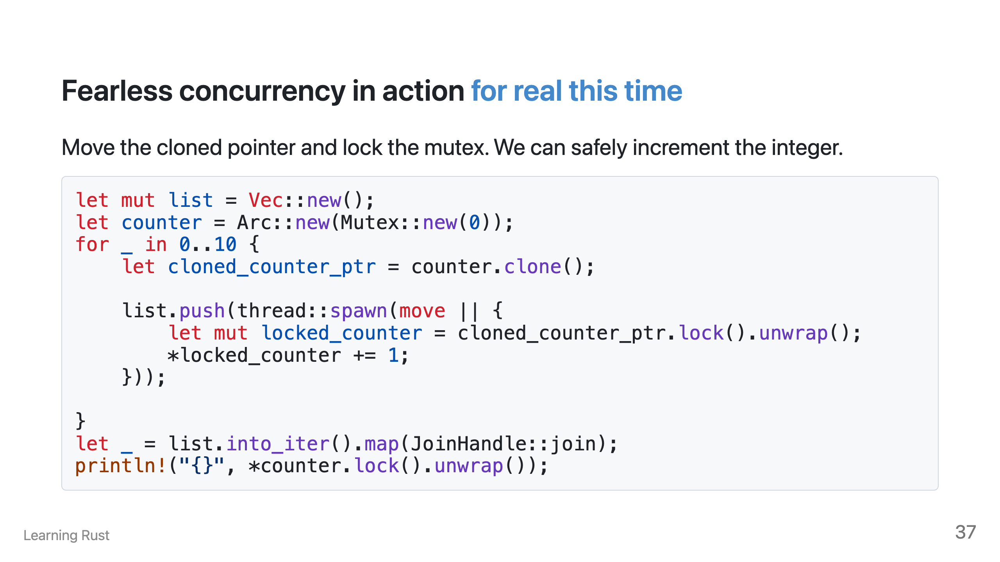 Fearless concurrency in action for real this time
Move the cloned pointer and lock the mutex. We can safely increment the integer.
let mut list = Vec::new();
let counter = Arc::new(Mutex::new(0));
for _ in 0..10 {
    let cloned_counter_ptr = counter.clone();

    list.push(thread::spawn(move || {
        let mut locked_counter = cloned_counter_ptr.lock().unwrap();
        *locked_counter += 1;
    }));

}
let _ = list.into_iter().map(JoinHandle::join);
println!("{}", *counter.lock().unwrap());
Learning Rust
37